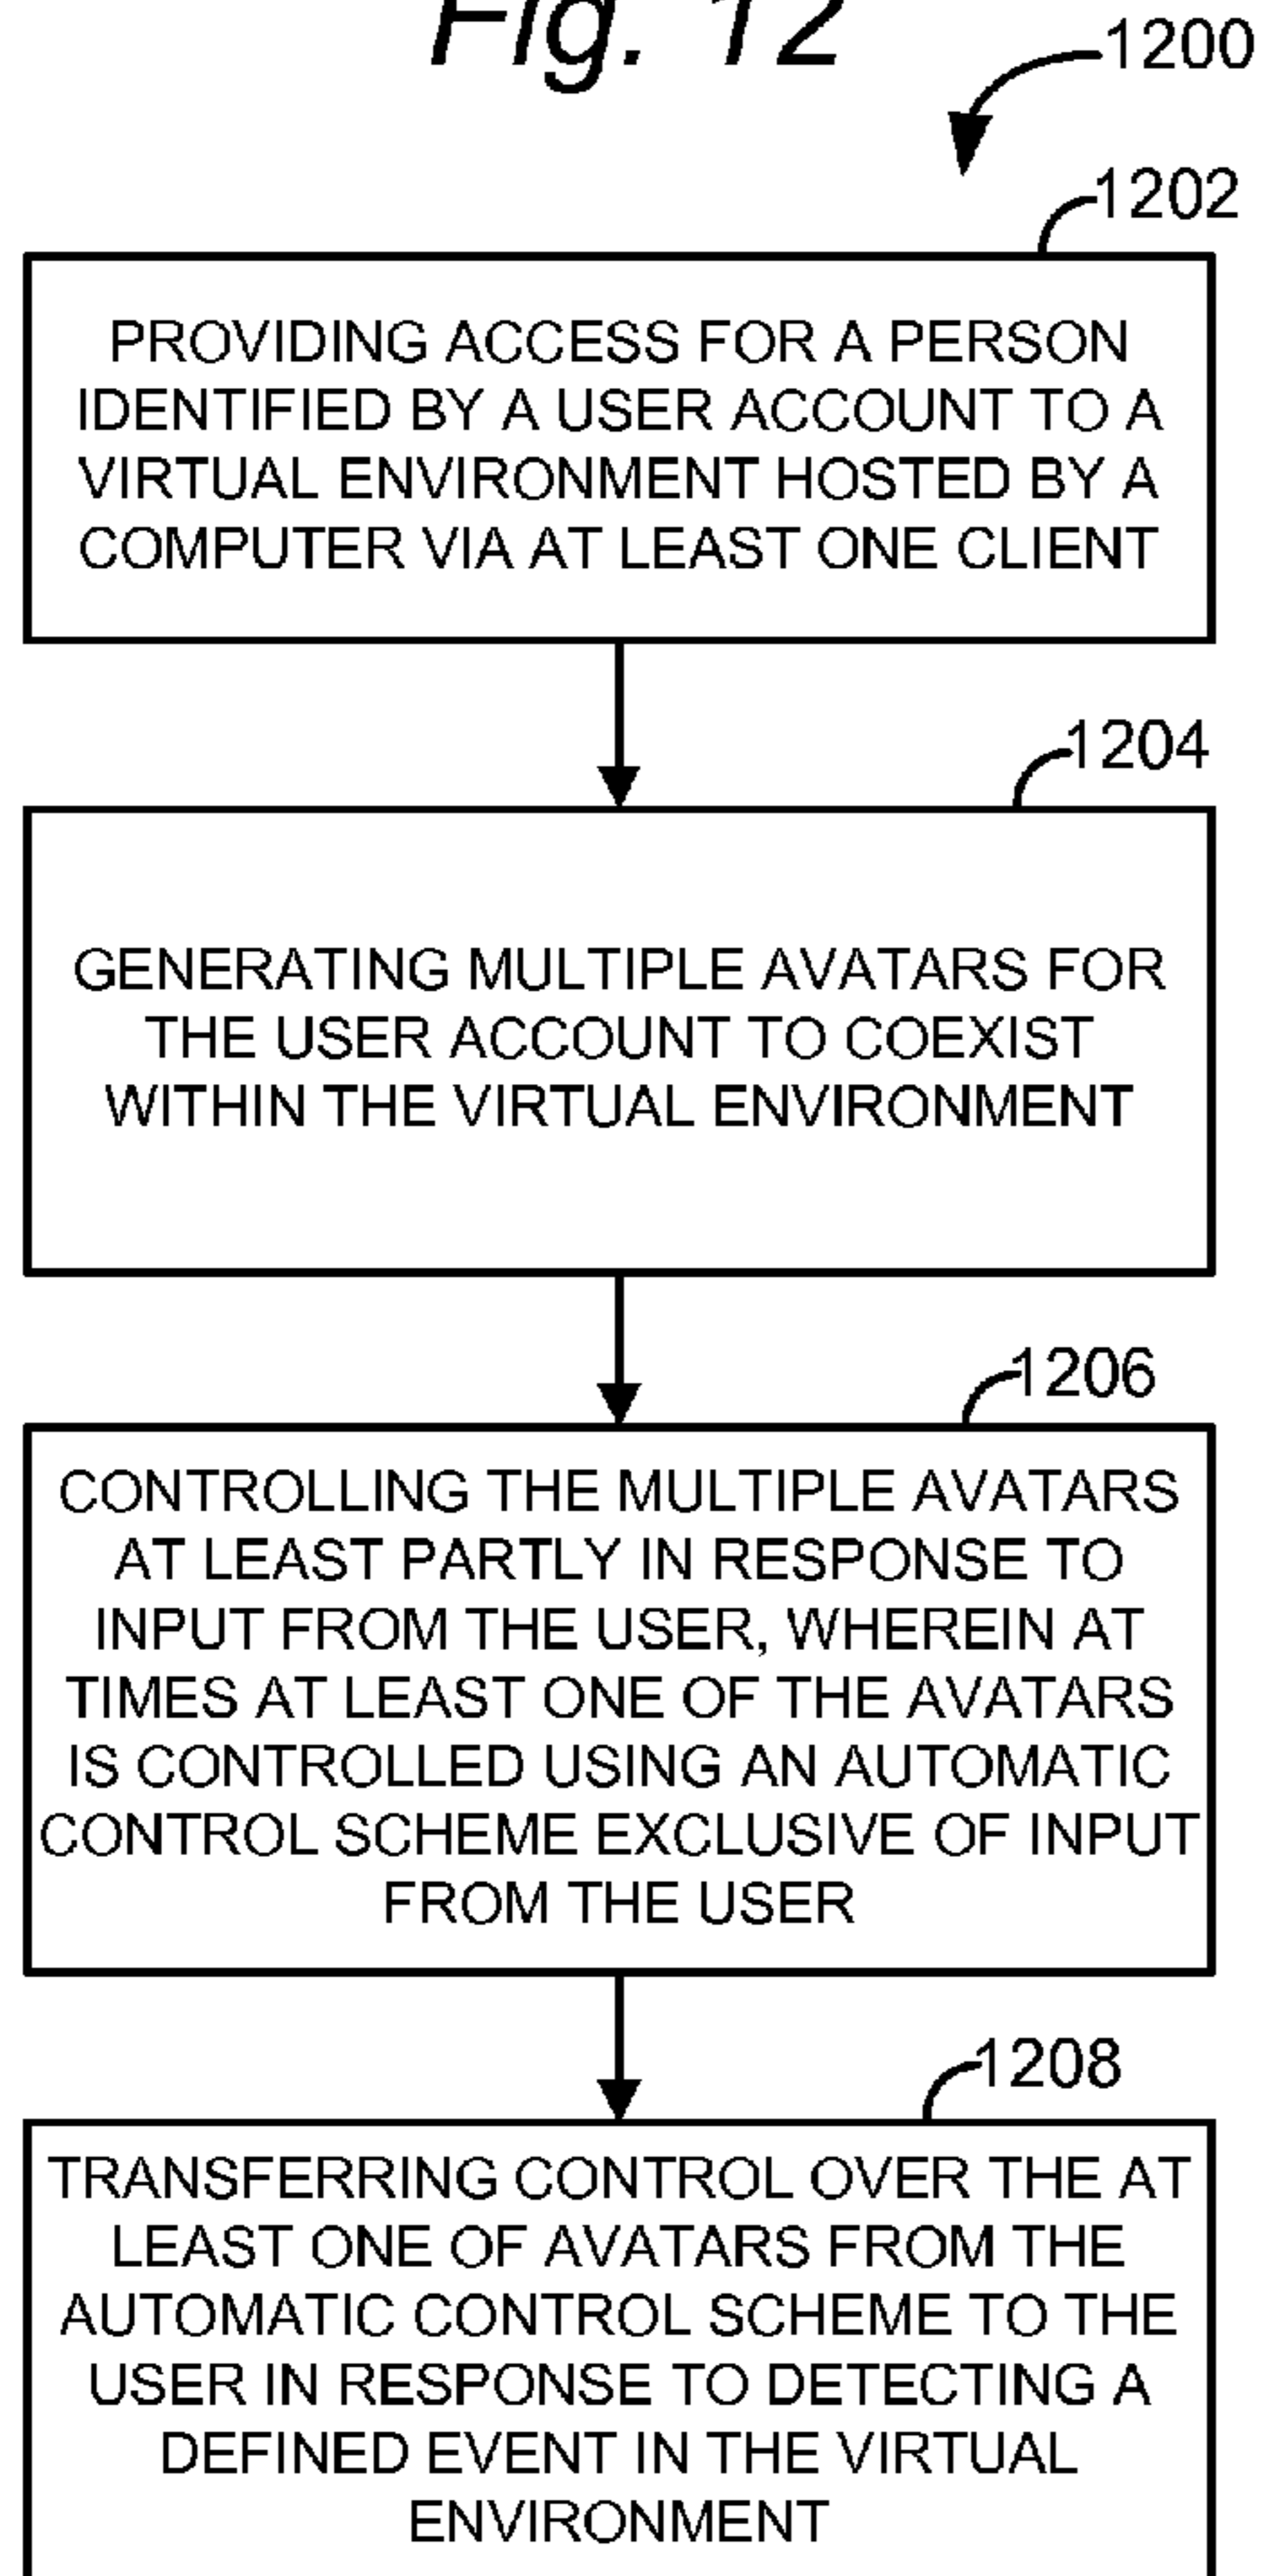 Fig. 12
1200
1202
PROVIDING ACCESS FOR A PERSON
IDENTIFIED BY A USER ACCOUNT TO A
VIRTUAL ENVIRONMENT HOSTED BY A
COMPUTER VIA AT LEAST ONE CLIENT
1204
GENERATING MULTIPLE AVATARS FOR
THE USER ACCOUNT TO COEXIST
WITHIN THE VIRTUAL ENVIRONMENT
1206
CONTROLLING THE MULTIPLE AVATARS
AT LEAST PARTLY IN RESPONSE TO
INPUT FROM THE USER, WHEREIN AT
TIMES AT LEAST ONE OF THE AVATARS
IS CONTROLLED USING AN AUTOMATIC
CONTROL SCHEME EXCLUSIVE OF INPUT
FROM THE USER
1208
TRANSFERRING CONTROL OVER THE AT
LEAST ONE OF AVATARS FROM THE
AUTOMATIC CONTROL SCHEME TO THE
USER IN RESPONSE TO DETECTING A
DEFINED EVENT IN THE VIRTUAL
ENVIRONMENT